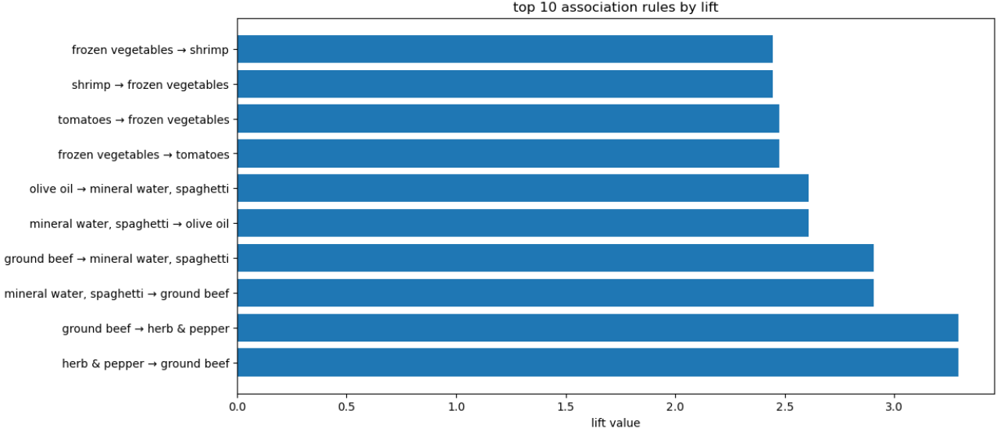 top 10 association rules by lift
frozen vegetables → shrimp
shrimp → frozen vegetables
tomatoes → frozen vegetables
frozen vegetables → tomatoes
olive oil → mineral water, spaghetti
mineral water, spaghetti → olive oil
ground beef → mineral water, spaghetti
mineral water, spaghetti → ground beef
ground beef → herb & pepper
herb & pepper → ground beef
0.0 0.5 1.0 1.5 2.0 2.5 3.0
lift value